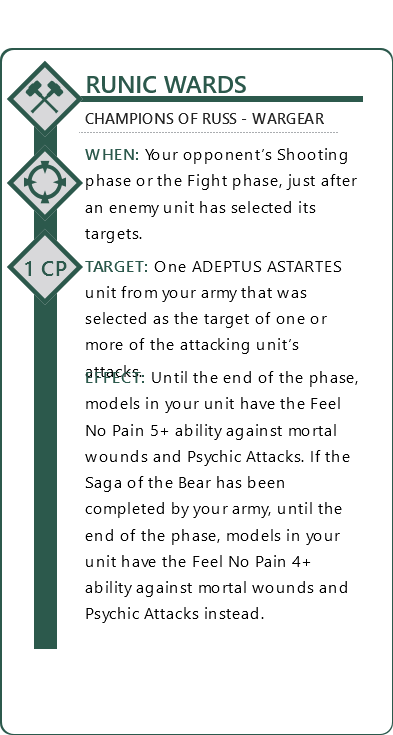 RUNIC WARDS
CHAMPIONS OF RUSS - WARGEAR
WHEN: Your opponent's Shooting
phase or the Fight phase, just after
an enemy unit has selected its
targets.
1 CP
TARGET: One ADEPTUS ASTARTES
unit from your army that was
selected as the target of one or
more of the attacking unit's
attacks.
EFFECT: Until the end of the phase,
models in your unit have the Feel
No Pain 5+ ability against mortal
wounds and Psychic Attacks. If the
Saga of the Bear has been
completed by your army, until the
end of the phase, models in your
unit have the Feel No Pain 4+
ability against mortal wounds and
Psychic Attacks instead.